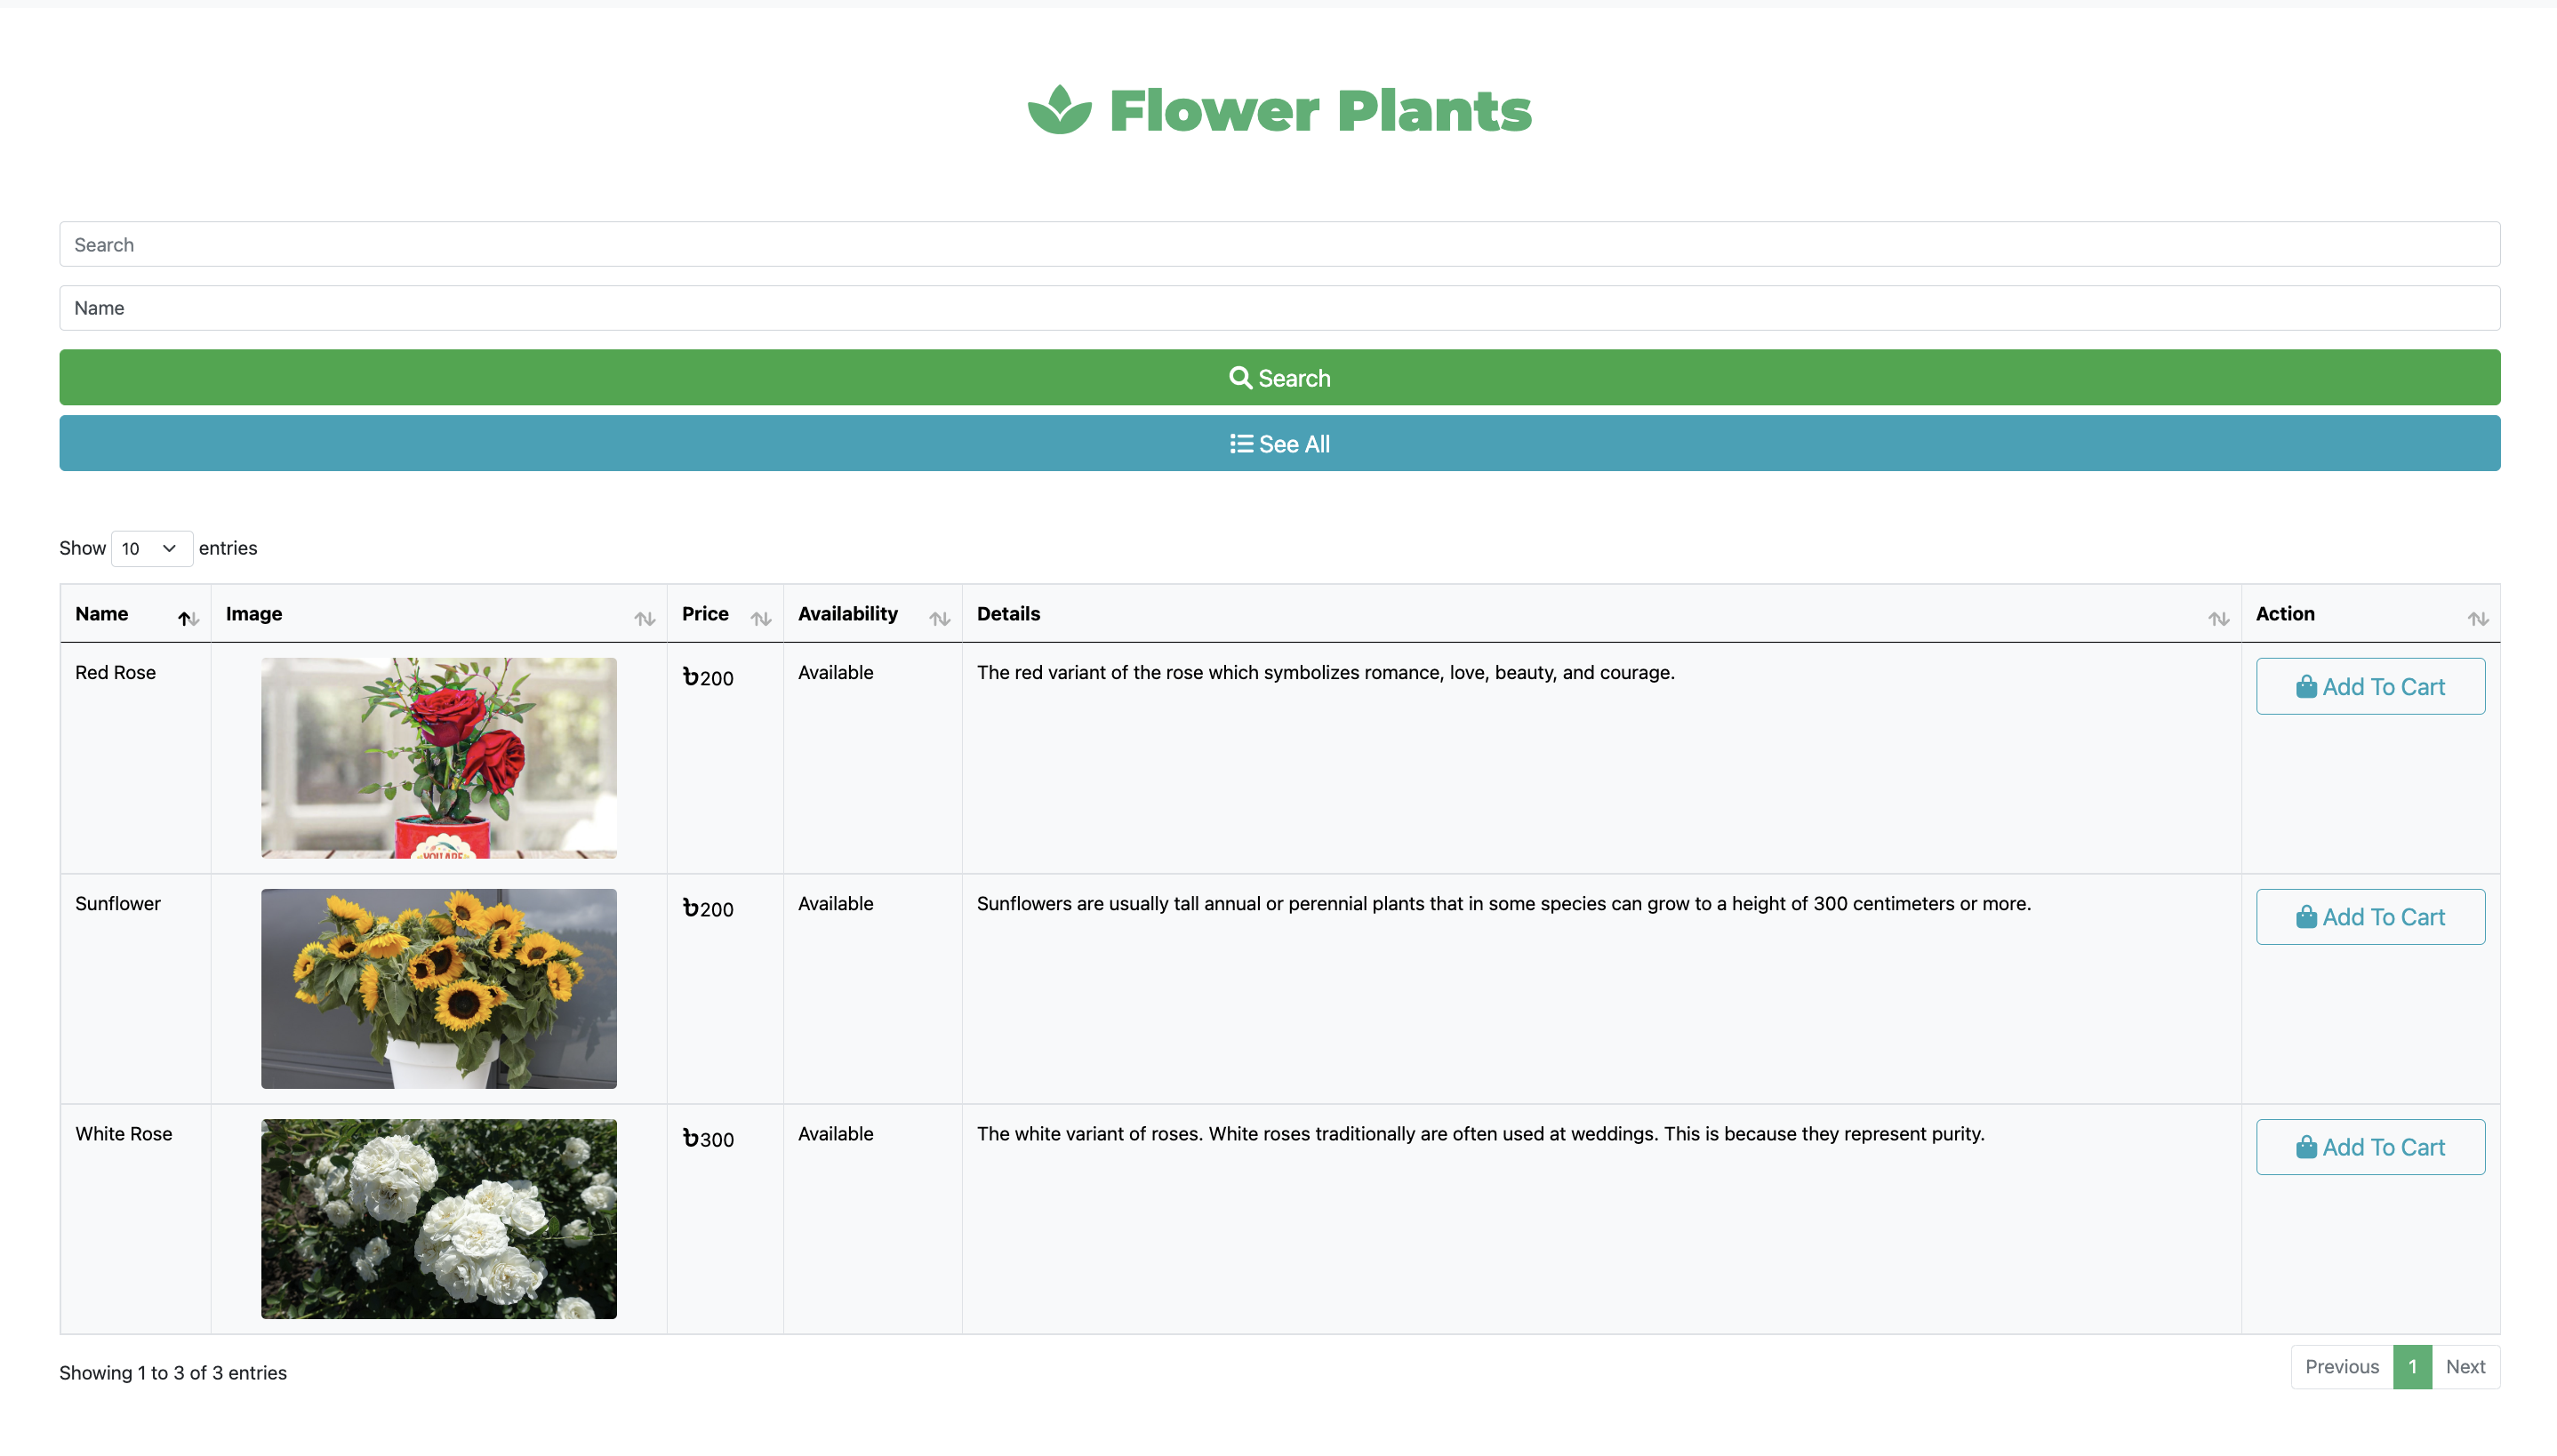 Flower Plants
Search
Name
Search
See All
Show 10 entries
Name Image Price Availability Details Action
Red Rose ৳200 Available The red variant of the rose which symbolizes romance, love, beauty, and courage. Add To Cart
YOU ARE
Sunflower ৳200 Available Sunflowers are usually tall annual or perennial plants that in some species can grow to a height of 300 centimeters or more. Add To Cart
White Rose ৳300 Available The white variant of roses. White roses traditionally are often used at weddings. This is because they represent purity. Add To Cart
Showing 1 to 3 of 3 entries
Previous 1 Next